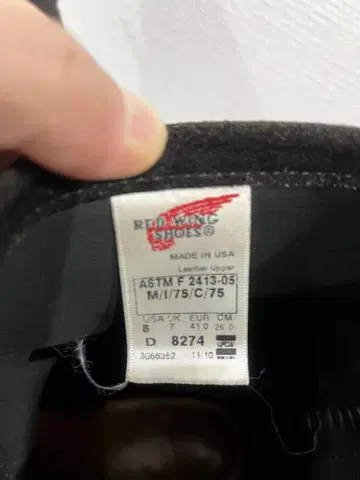 RED WING
SHOES®
MADE IN USA
Leather Upper
ASTM F 2413-05
M/I/75/C/75
USA UK EUR CM
8 7 41.0 26.0
D 8274
3068352 11/10